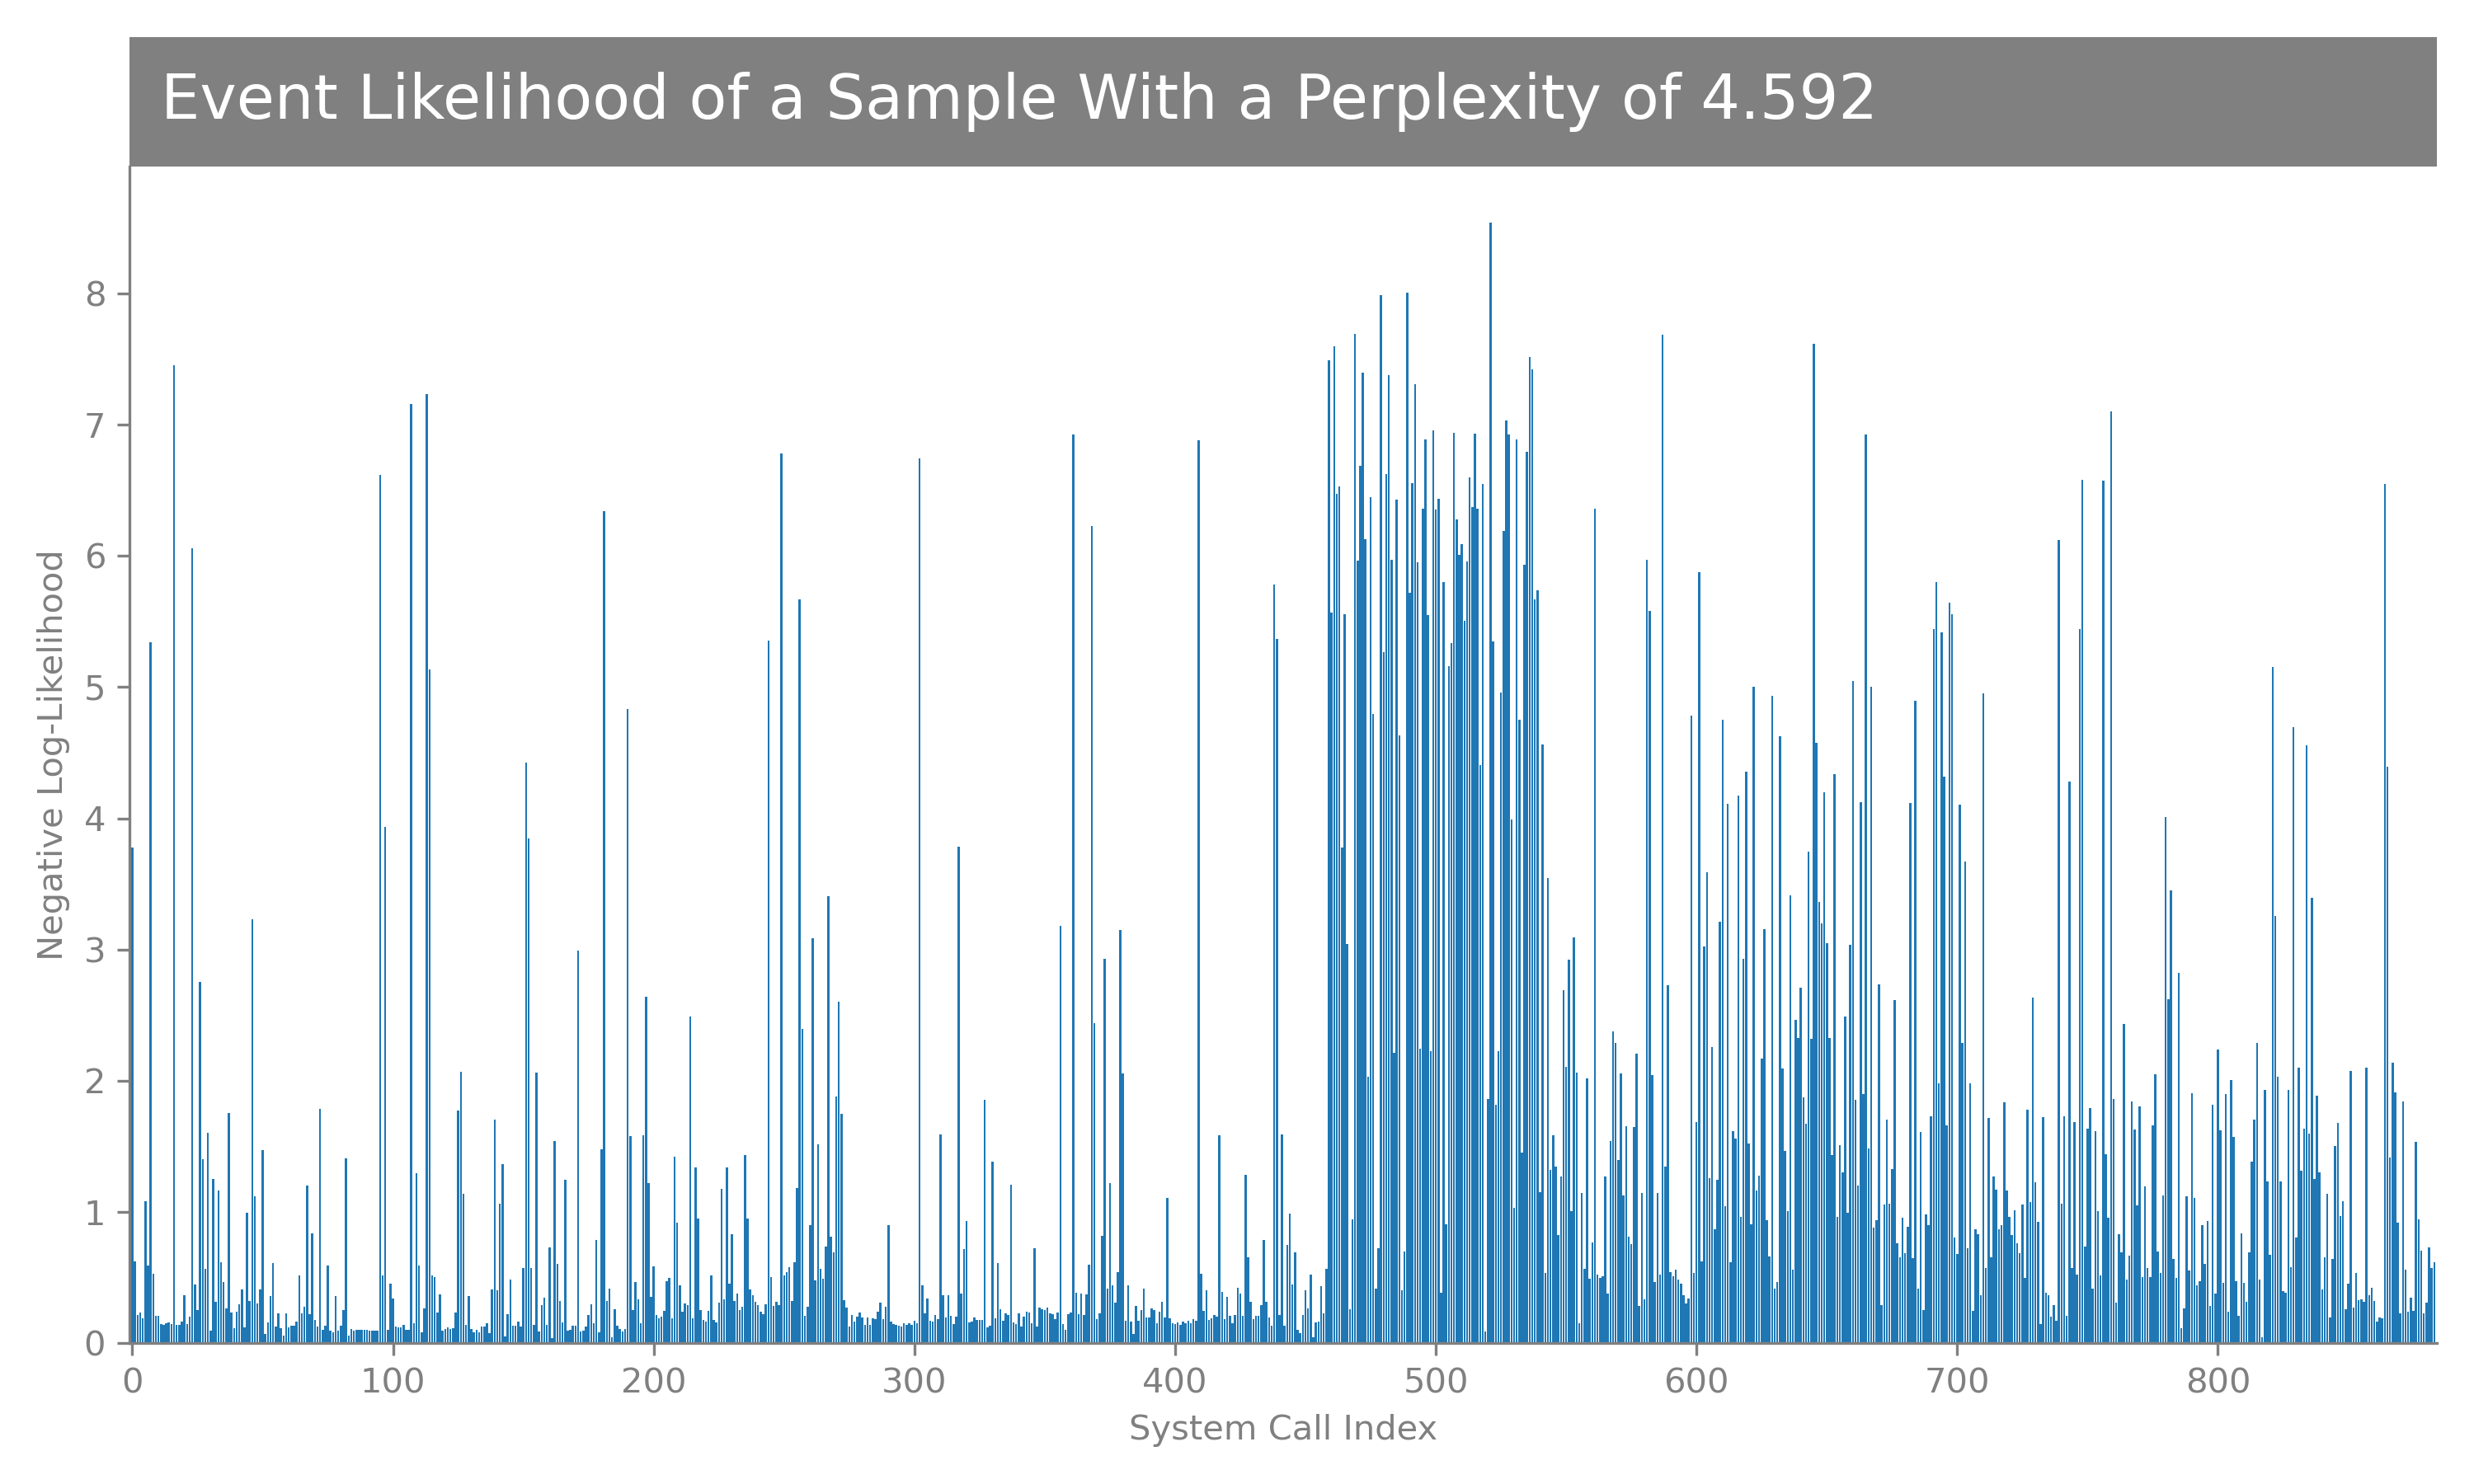 Event Likelihood of a Sample With a Perplexity of 4.592
Negative Log-Likelihood
8
7
6
5
4
3
2
1
0
0 100 200 300 400 500 600 700 800
System Call Index